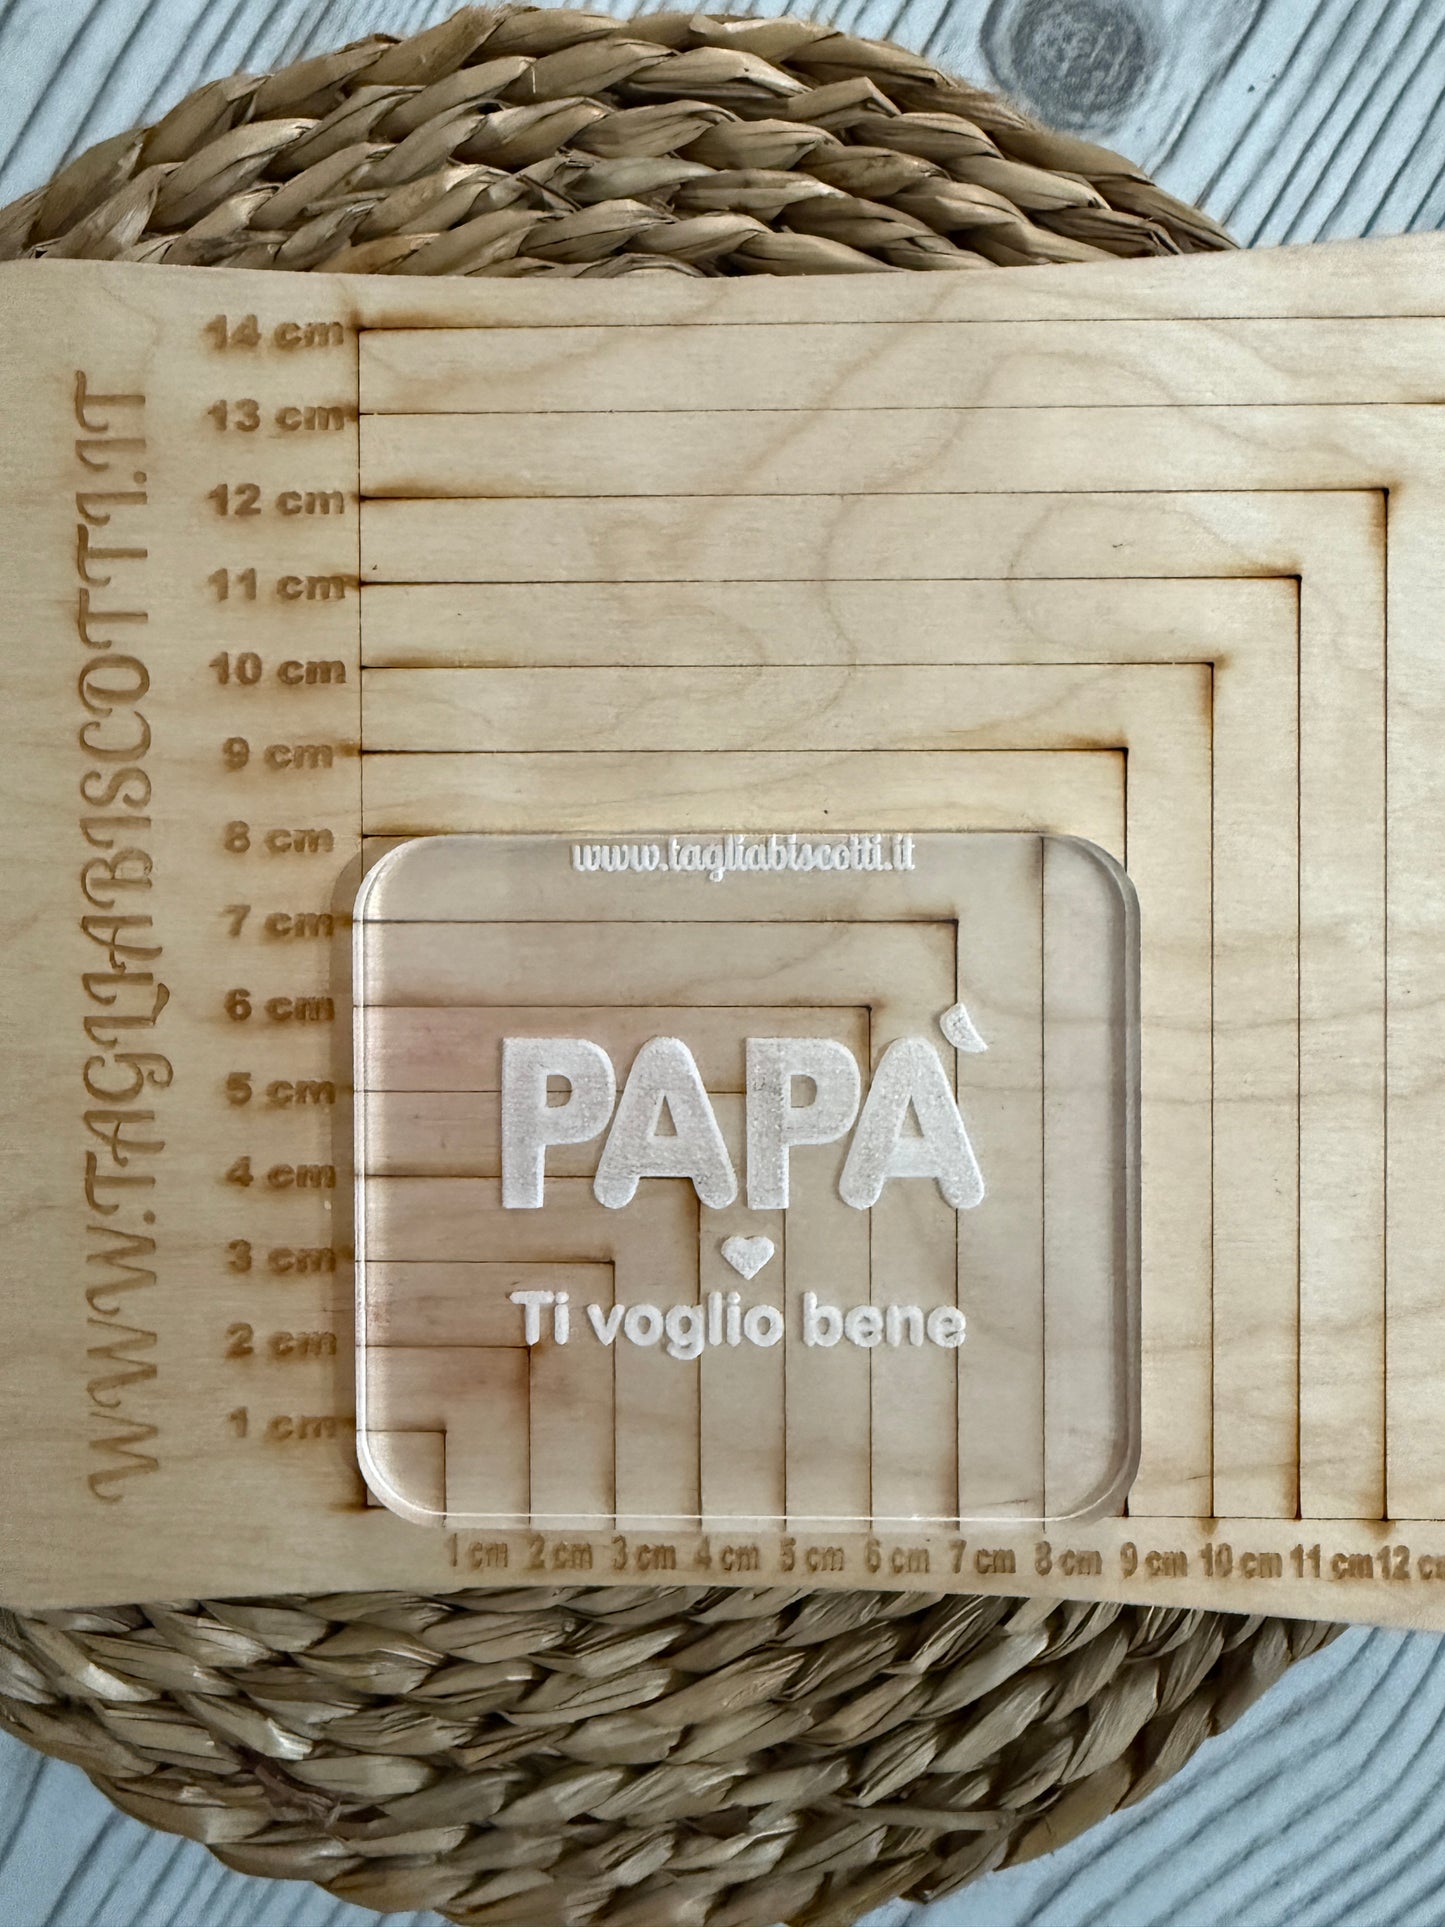 WWW.TAGLIABISCOTTI.IT
14 cm
13 cm
12 cm
11 cm
10 cm
9 cm
8 cm
7 cm
6 cm
5 cm
4 cm
3 cm
2 cm
1 cm
www.tagliabiscotti.it
PAPÀ
Ti voglio bene
1 cm 2 cm 3 cm 4 cm 5 cm 6 cm 7 cm 8 cm 9 cm 10 cm 11 cm 12 cm